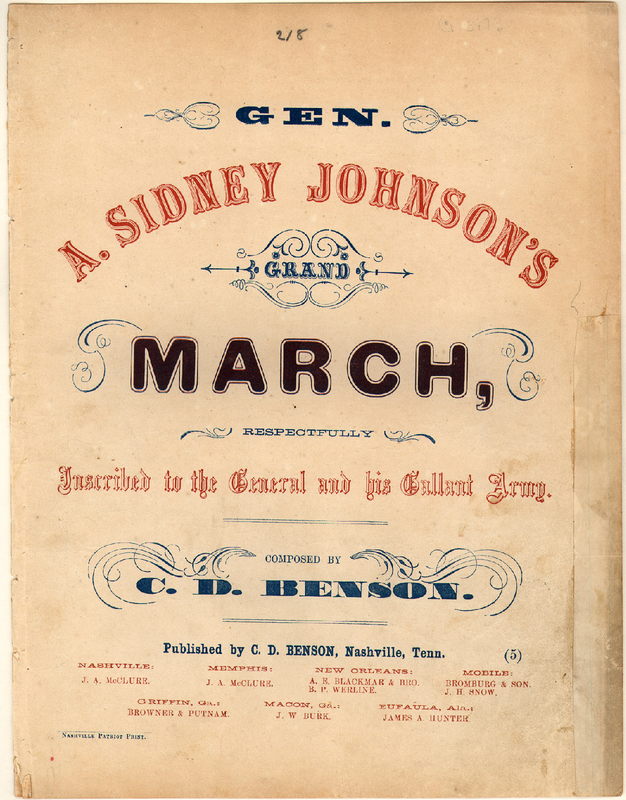 218
GEN.
A. SIDNEY JOHNSON'S
GRAND
MARCH,
RESPECTFULLY
Inscribed to the General and his Gallant Army.
COMPOSED BY
C. D. BENSON.
Published by C. D. BENSON, Nashville, Tenn. (5)
NASHVILLE: MEMPHIS: NEW ORLEANS: MOBILE:
J. A. McCLURE. J. A. McCLURE. A. E. BLACKMAR & BRO. BROMBURG & SON.
B. P. WERLINE. J. H. SNOW.
GRIFFIN, Ga.: MACON, Ga.: EUFAULA, Ala.:
BROWNER & PUTNAM. J. W BURK. JAMES A. HUNTER
NASHVILLE PATRIOT PRINT.